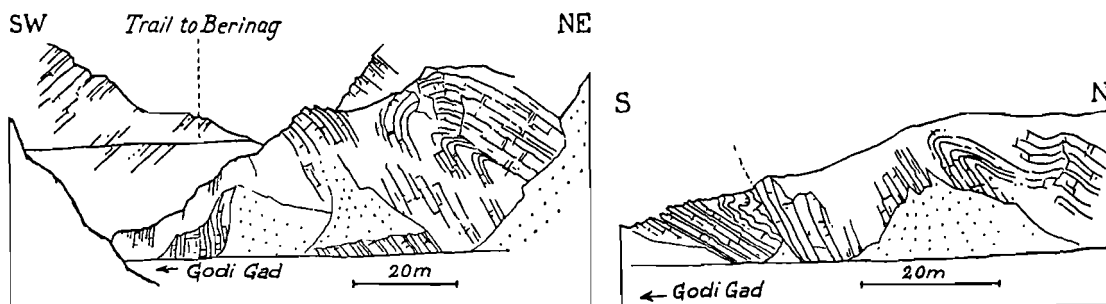 SW
Trail to Berinag
NE
← Godi Gad
20m
S
N
← Godi Gad
20m